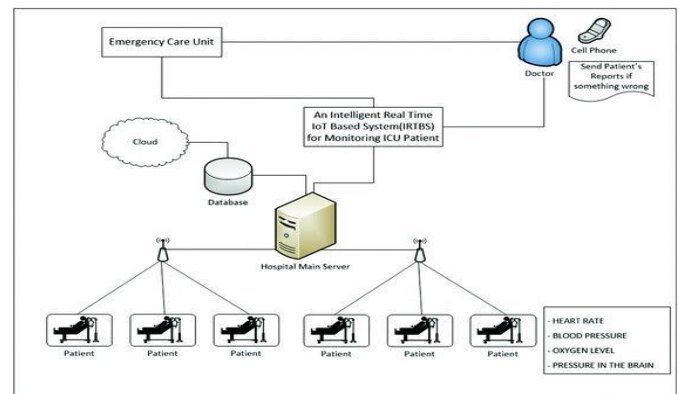 Emergency Care Unit
Cell Phone
Doctor
Send Patient's
Reports if
something wrong
An Intelligent Real Time
IoT Based System(IRTBS)
for Monitoring ICU Patient
Cloud
Database
Hospital Main Server
Patient
Patient
Patient
Patient
Patient
Patient
- HEART RATE
- BLOOD PRESSURE
- OXYGEN LEVEL
- PRESSURE IN THE BRAIN